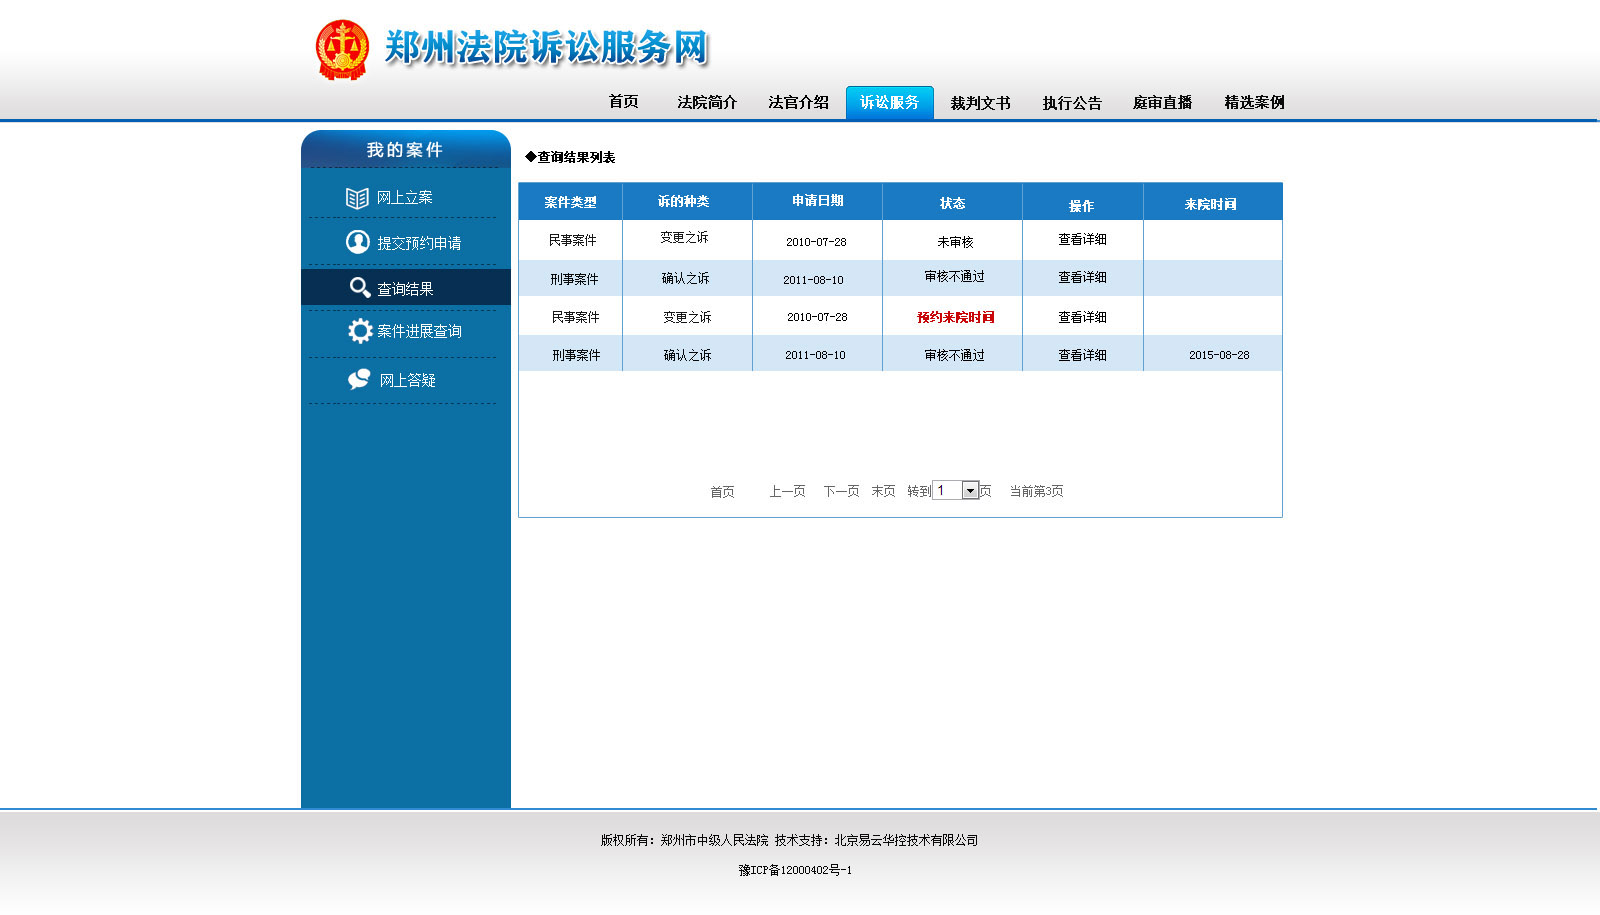 郑州法院诉讼服务网
首页 法院简介 法官介绍 诉讼服务 裁判文书 执行公告 庭审直播 精选案例
我的案件
网上立案
提交预约申请
查询结果
案件进展查询
网上答疑
◆查询结果列表
案件类型 诉的种类 申请日期 状态 操作 来院时间
民事案件 变更之诉 2010-07-28 未审核 查看详细
刑事案件 确认之诉 2011-08-10 审核不通过 查看详细
民事案件 变更之诉 2010-07-28 预约来院时间 查看详细
刑事案件 确认之诉 2011-08-10 审核不通过 查看详细 2015-08-28
首页 上一页 下一页 末页 转到 1 页 当前第3页
版权所有：郑州市中级人民法院 技术支持：北京易云华控技术有限公司
豫ICP备12000402号-1